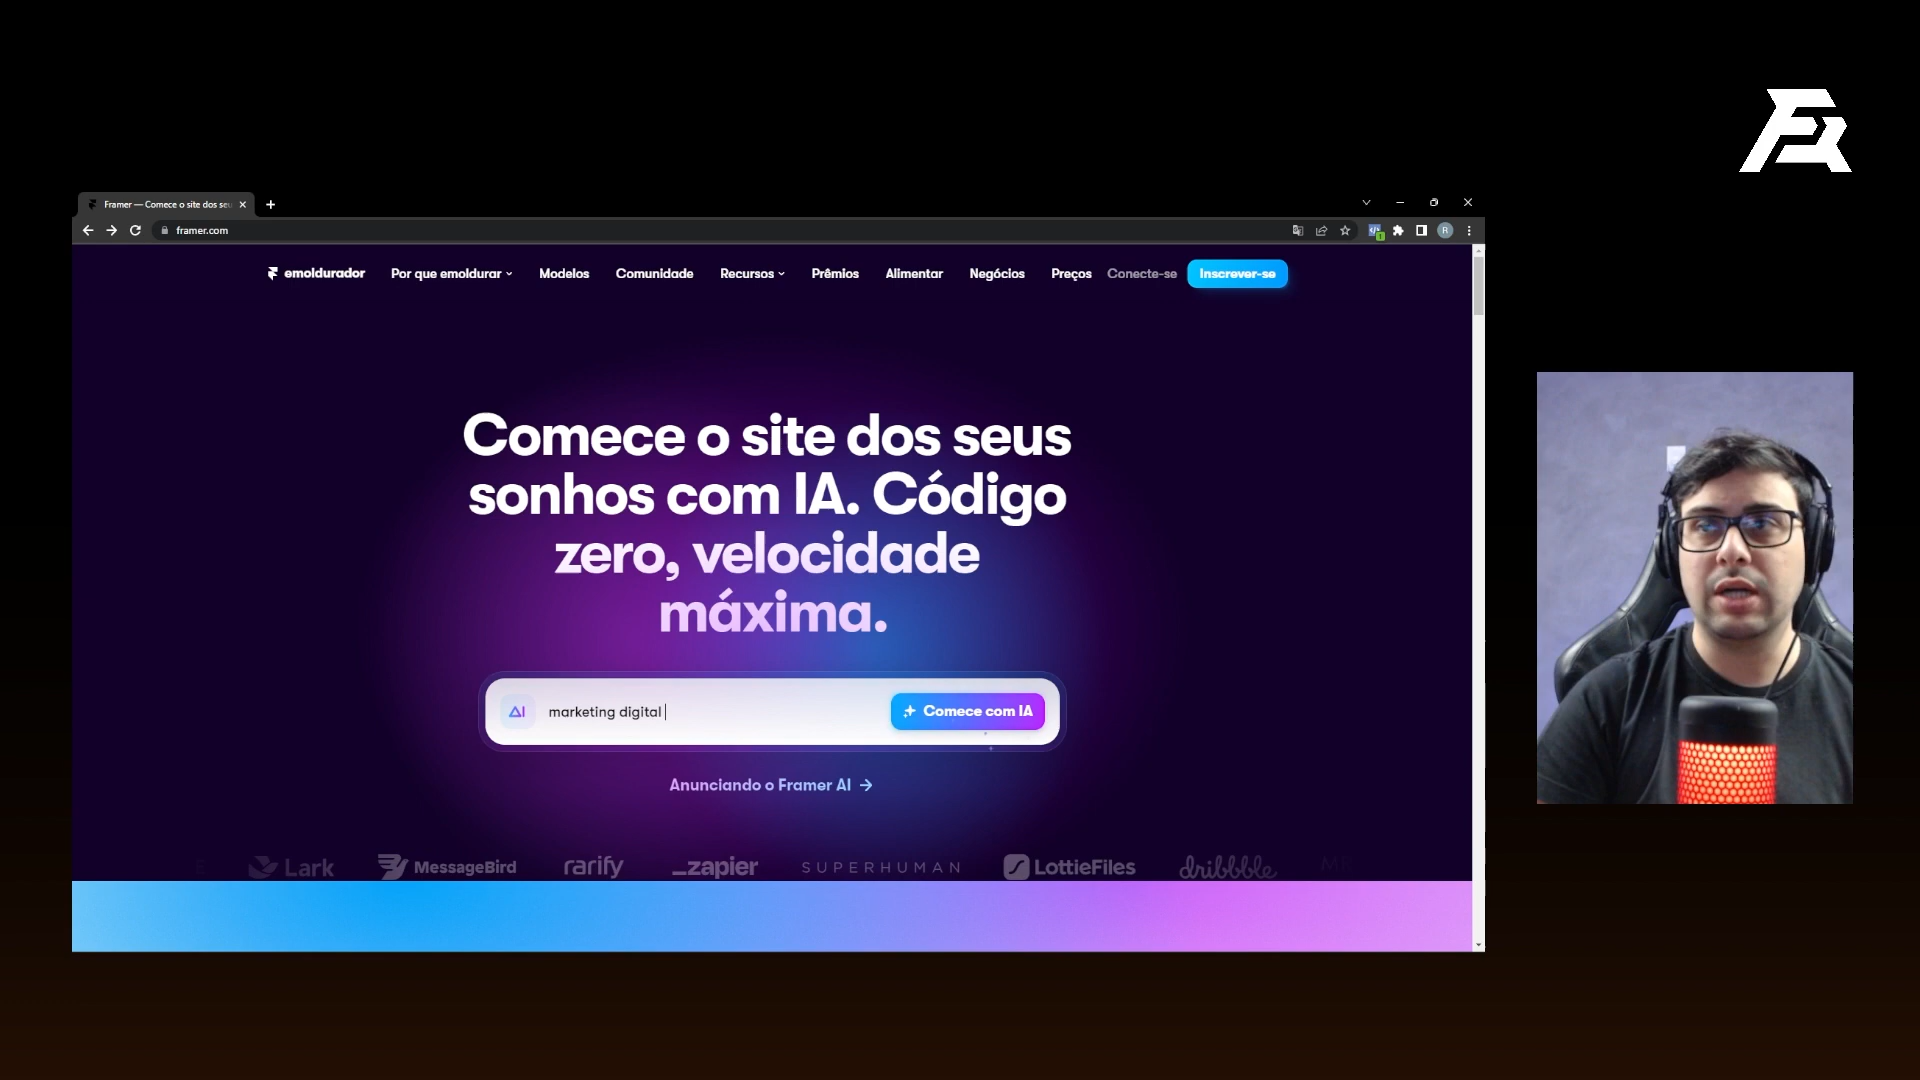 Framer — Comece o site dos seu
framer.com
R
1
emoldurador Por que emoldurar Modelos Comunidade Recursos Prêmios Alimentar Negócios Preços Conecte-se Inscrever-se
Comece o site dos seus
sonhos com IA. Código
zero, velocidade
máxima.
AI marketing digital Comece com IA
Anunciando o Framer AI →
Lark MessageBird rarify _zapier SUPERHUMAN LottieFiles dribbble